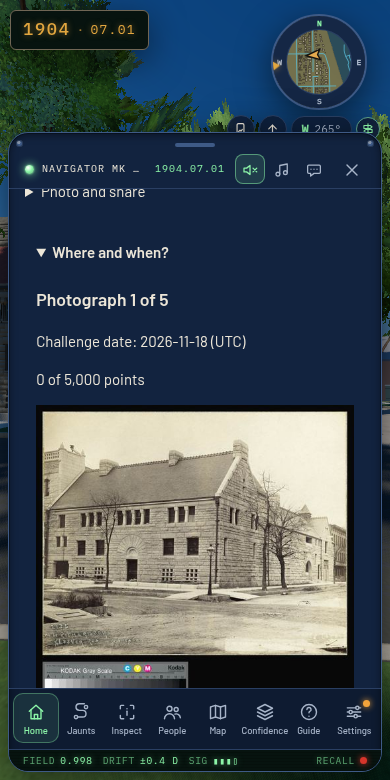 1904 · 07.01
N
W
E
S
W 265°
NAVIGATOR MK …
1904.07.01
Photo and share
Where and when?
Photograph 1 of 5
Challenge date: 2026-11-18 (UTC)
0 of 5,000 points
KODAK Gray Scale
C Y M
Kodak
Home
Jaunts
Inspect
People
Map
Confidence
Guide
Settings
FIELD 0.998 DRIFT ±0.4 D SIG
RECALL